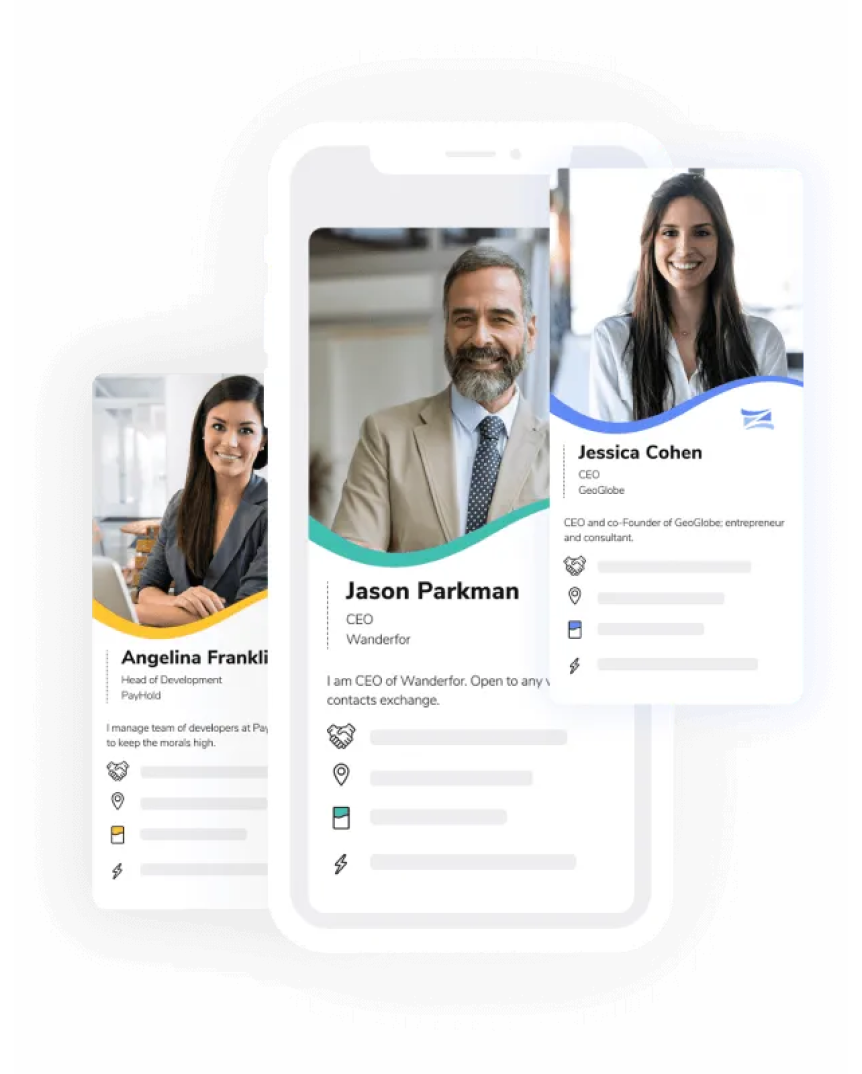 Jessica Cohen
CEO
GeoGlobe
CEO and co-Founder of GeoGlobe; entrepreneur
and consultant.
Jason Parkman
CEO
Wanderfor
I am CEO of Wanderfor. Open to any
contacts exchange.
Angelina Frankli
Head of Development
PayHold
I manage team of developers at Pay
to keep the morals high.